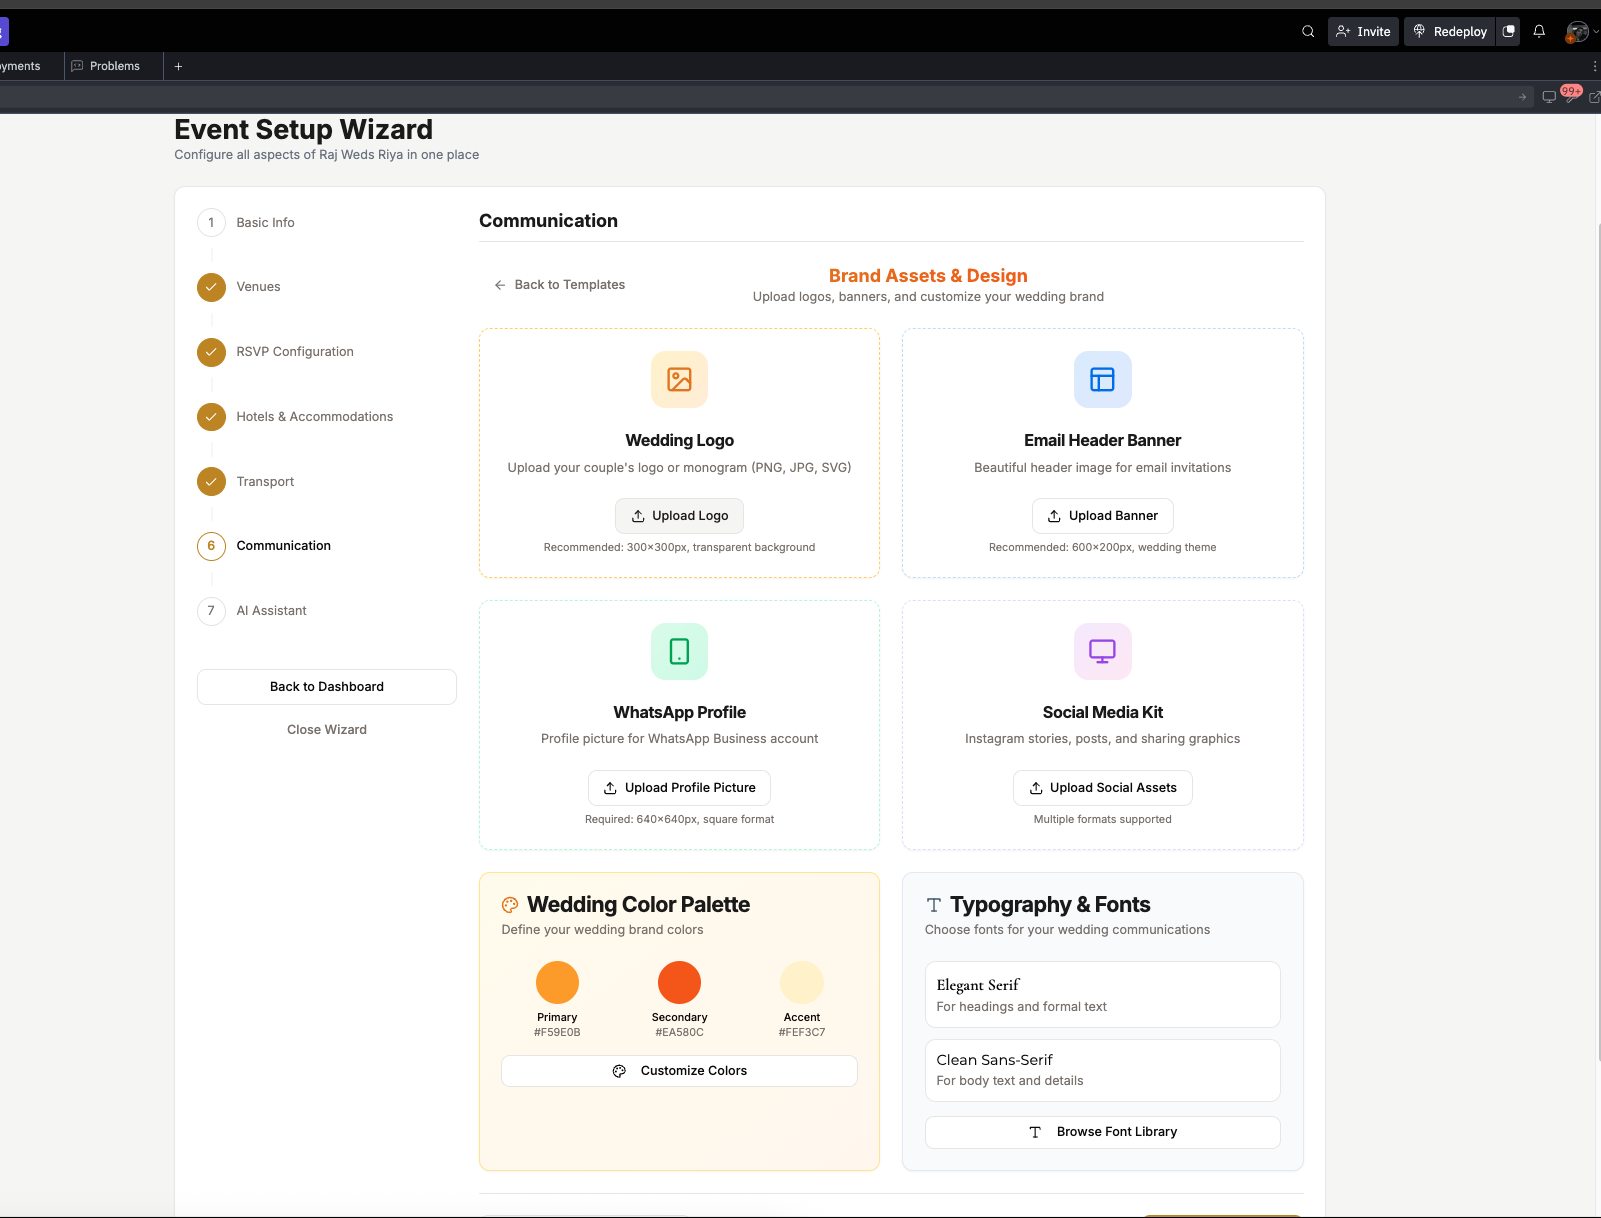 Invite
Redeploy
Problems
+
99+
Event Setup Wizard
Configure all aspects of Raj Weds Riya in one place
1 Basic Info
Venues
RSVP Configuration
Hotels & Accommodations
Transport
6 Communication
7 AI Assistant
Back to Dashboard
Close Wizard
Communication
Back to Templates
Brand Assets & Design
Upload logos, banners, and customize your wedding brand
Wedding Logo
Upload your couple's logo or monogram (PNG, JPG, SVG)
Upload Logo
Recommended: 300×300px, transparent background
Email Header Banner
Beautiful header image for email invitations
Upload Banner
Recommended: 600×200px, wedding theme
WhatsApp Profile
Profile picture for WhatsApp Business account
Upload Profile Picture
Required: 640×640px, square format
Social Media Kit
Instagram stories, posts, and sharing graphics
Upload Social Assets
Multiple formats supported
Wedding Color Palette
Define your wedding brand colors
Primary
#F59E0B
Secondary
#EA580C
Accent
#FEF3C7
Customize Colors
Typography & Fonts
Choose fonts for your wedding communications
Elegant Serif
For headings and formal text
Clean Sans-Serif
For body text and details
Browse Font Library